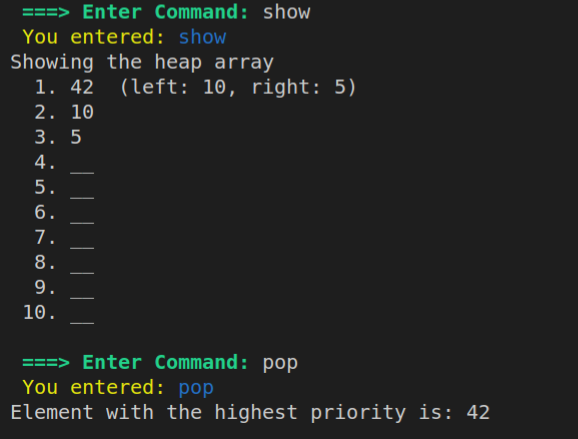 ===> Enter Command: show
You entered: show
Showing the heap array
1. 42  (left: 10, right: 5)
2. 10
3. 5
4. __
5. __
6. __
7. __
8. __
9. __
10. __
===> Enter Command: pop
You entered: pop
Element with the highest priority is: 42